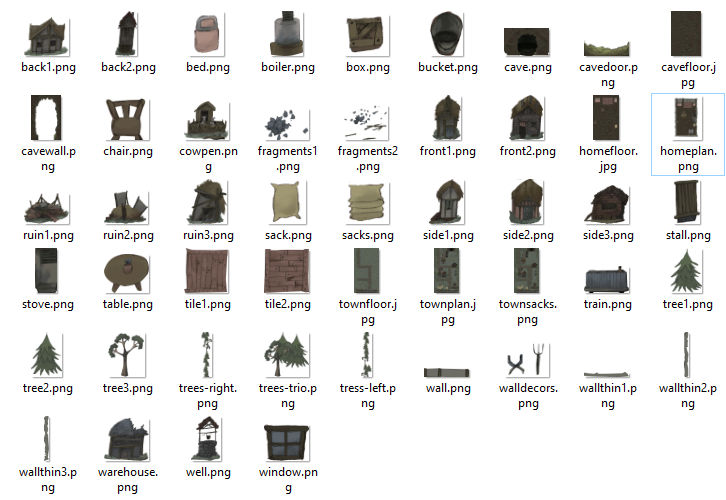 back1.png
back2.png
bed.png
boiler.png
box.png
bucket.png
cave.png
cavedoor.png
cavefloor.j
pg
cavewall.p
ng
chair.png
cowpen.pn
g
fragments1
.png
fragments2
.png
front1.png
front2.png
homefloor.
jpg
homeplan.
png
ruin1.png
ruin2.png
ruin3.png
sack.png
sacks.png
side1.png
side2.png
side3.png
stall.png
stove.png
table.png
tile1.png
tile2.png
townfloor.j
pg
townplan.j
pg
townsacks.
png
train.png
tree1.png
tree2.png
tree3.png
trees-right.
png
trees-trio.p
ng
tress-left.p
ng
wall.png
walldecors.
png
wallthin1.p
ng
wallthin2.p
ng
wallthin3.p
ng
warehouse.
png
well.png
window.pn
g